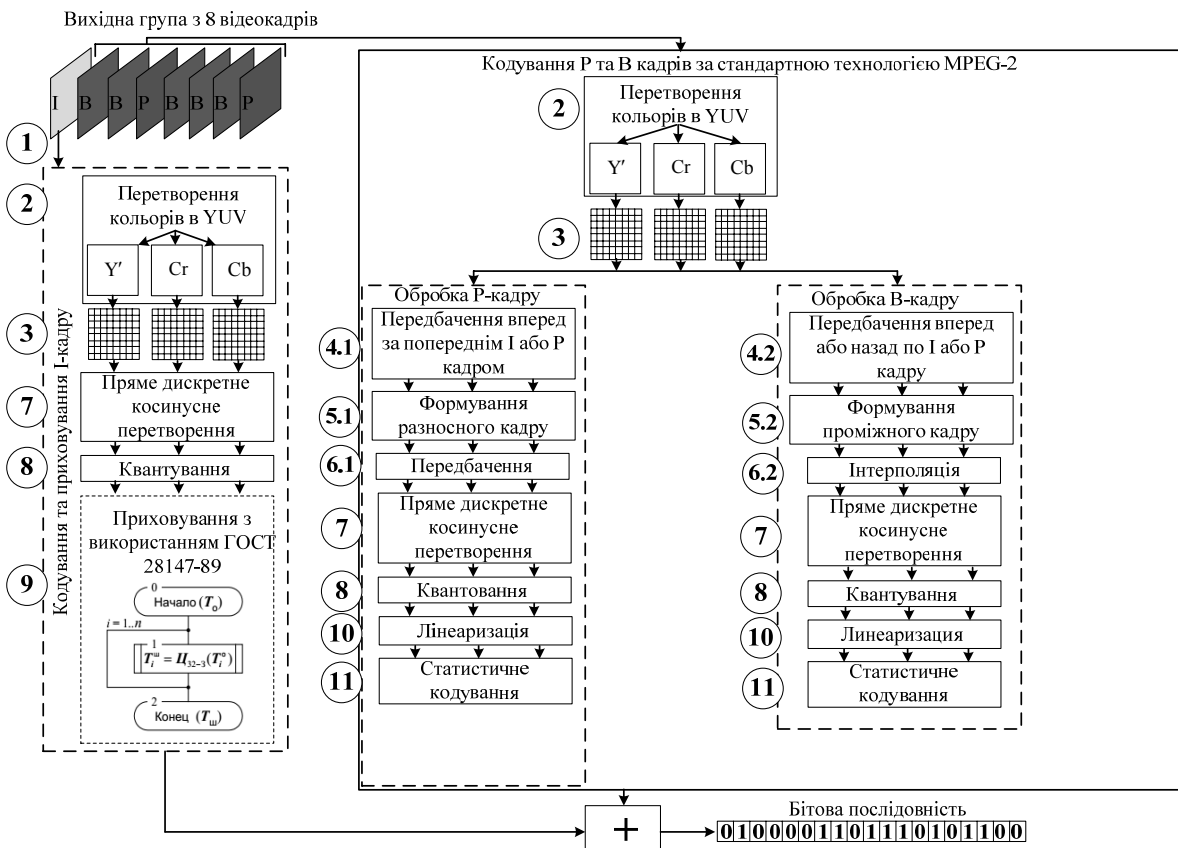 Вихідна група з 8 відеокадрів
I B B P B B B P
1
Кодування та приховування I-кадру
2
Перетворення
кольорів в YUV
Y′ Cr Cb
3
7
Пряме дискретне
косинусне
перетворення
8
Квантування
9
Приховування з
використанням ГОСТ
28147-89
0
Начало (Tо)
i = 1..n
1
Tiш = Ц32–3(Tiо)
2
Конец (Tш)
Кодування P та B кадрів за стандартною технологією MPEG-2
2
Перетворення
кольорів в YUV
Y′ Cr Cb
3
Обробка P-кадру
4.1
Передбачення вперед
за попереднім I або P
кадром
5.1
Формування
разносного кадру
6.1
Передбачення
7
Пряме дискретне
косинусне
перетворення
8
Квантовання
10
Лінеаризація
11
Статистичне
кодування
Обробка B-кадру
4.2
Передбачення вперед
або назад по I або P
кадру
5.2
Формування
проміжного кадру
6.2
Інтерполяція
7
Пряме дискретне
косинусне
перетворення
8
Квантування
10
Линеаризация
11
Статистичне
кодування
+
Бітова послідовність
01000011011110101100